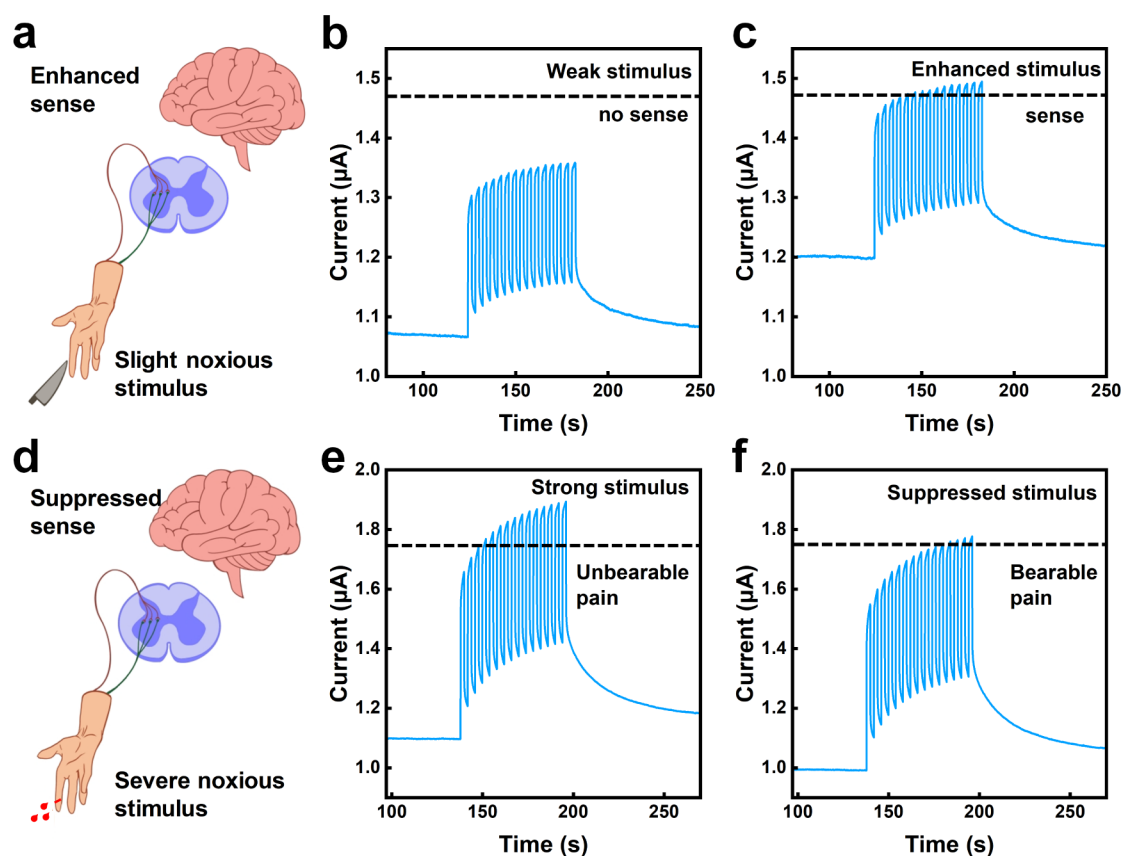 a
Enhanced
sense
Slight noxious
stimulus
b
Weak stimulus
no sense
Current (μA)
1.5
1.4
1.3
1.2
1.1
1.0
100
150
200
250
Time (s)
c
Enhanced stimulus
sense
Current (μA)
1.5
1.4
1.3
1.2
1.1
1.0
100
150
200
250
Time (s)
d
Suppressed
sense
Severe noxious
stimulus
e
Strong stimulus
Unbearable
pain
Current (μA)
2.0
1.8
1.6
1.4
1.2
1.0
100
150
200
250
Time (s)
f
Suppressed stimulus
Bearable
pain
Current (μA)
2.0
1.8
1.6
1.4
1.2
1.0
100
150
200
250
Time (s)